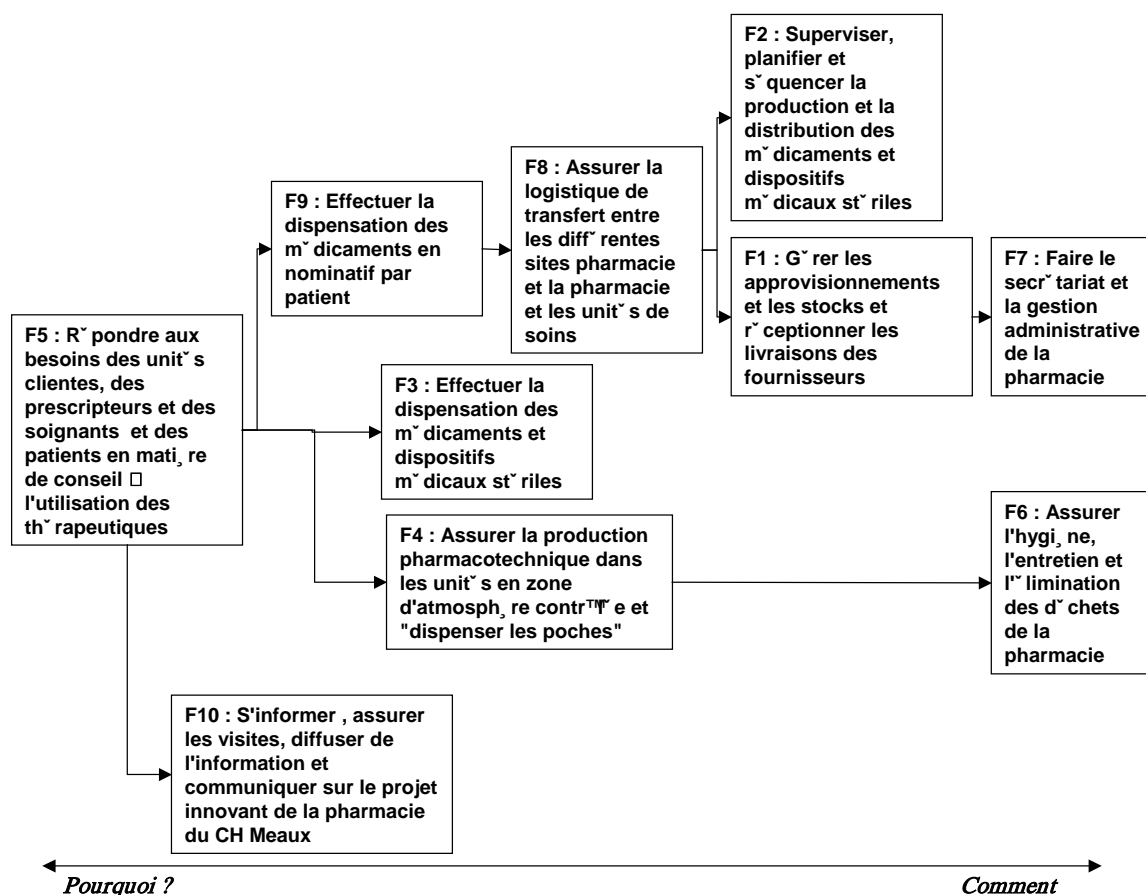 F2 : Superviser,
planifier et
sˇ quencer la
production et la
distribution des
mˇ dicaments et
dispositifs
mˇ dicaux stˇ riles
F9 : Effectuer la
dispensation des
mˇ dicaments en
nominatif par
patient
F8 : Assurer la
logistique de
transfert entre
les diffˇ rentes
sites pharmacie
et la pharmacie
et les unitˇ s de
soins
F1 : Gˇ rer les
approvisionnements
et les stocks et
rˇ ceptionner les
livraisons des
fournisseurs
F7 : Faire le
secrˇ tariat et
la gestion
administrative
de la
pharmacie
F5 : Rˇ pondre aux
besoins des unitˇ s
clientes, des
prescripteurs et des
soignants et des
patients en mati¸ re
de conseil □
l'utilisation des
thˇ rapeutiques
F3 : Effectuer la
dispensation des
mˇ dicaments et
dispositifs
mˇ dicaux stˇ riles
F4 : Assurer la production
pharmacotechnique dans
les unitˇ s en zone
d'atmosph¸ re contr™ˇ e et
"dispenser les poches"
F6 : Assurer
l'hygi¸ ne,
l'entretien et
l'ˇ limination
des dˇ chets
de la
pharmacie
F10 : S'informer , assurer
les visites, diffuser de
l'information et
communiquer sur le projet
innovant de la pharmacie
du CH Meaux
Pourquoi ?
Comment